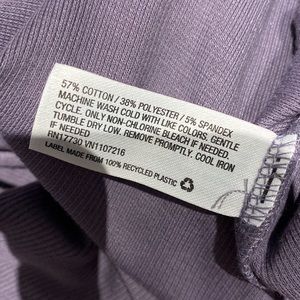 57% COTTON / 38% POLYESTER / 5% SPANDEX
MACHINE WASH COLD WITH LIKE COLORS, GENTLE
CYCLE. ONLY NON-CHLORINE BLEACH IF NEEDED.
TUMBLE DRY LOW. REMOVE PROMPTLY. COOL IRON
IF NEEDED
RN17730 VN1107216
LABEL MADE FROM 100% RECYCLED PLASTIC